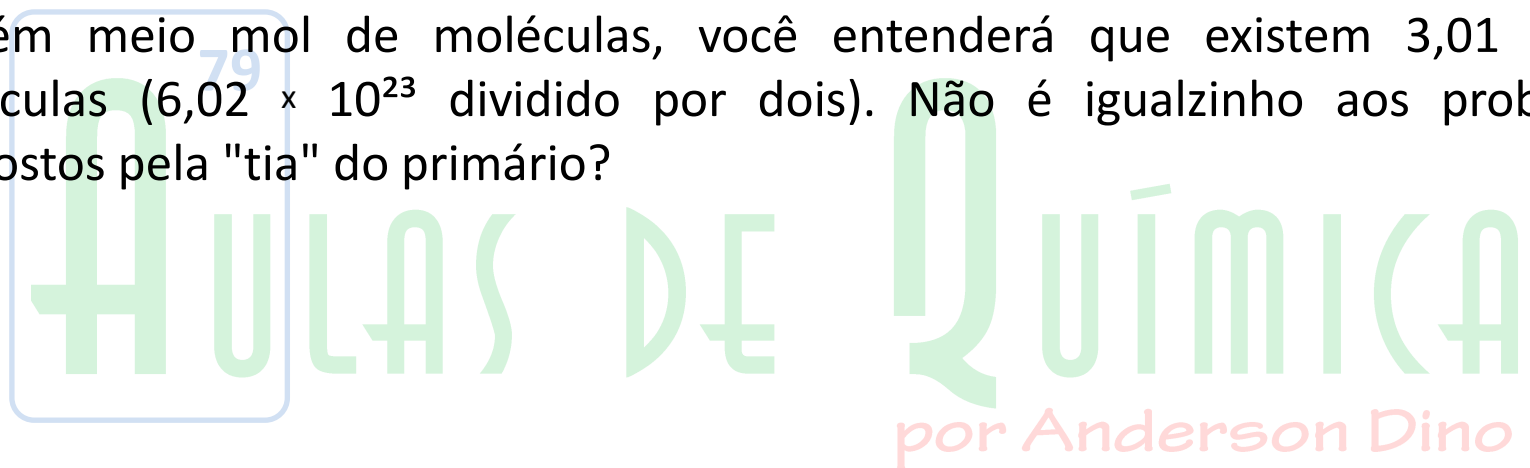 ém meio mol de moléculas, você entenderá que existem 3,01
79
culas (6,02 x 10²³ dividido por dois). Não é igualzinho aos prob
ostos pela "tia" do primário?
AULAS DE QUÍMICA
por Anderson Dino